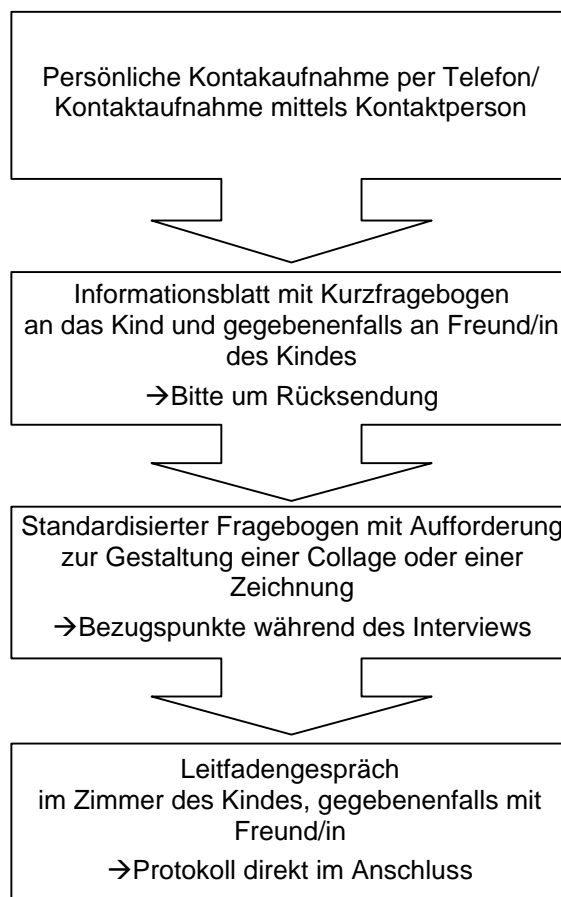 Persönliche Kontakaufnahme per Telefon/
Kontaktaufnahme mittels Kontaktperson
Informationsblatt mit Kurzfragebogen
an das Kind und gegebenenfalls an Freund/in
des Kindes
→Bitte um Rücksendung
Standardisierter Fragebogen mit Aufforderung
zur Gestaltung einer Collage oder einer
Zeichnung
→Bezugspunkte während des Interviews
Leitfadengespräch
im Zimmer des Kindes, gegebenenfalls mit
Freund/in
→Protokoll direkt im Anschluss